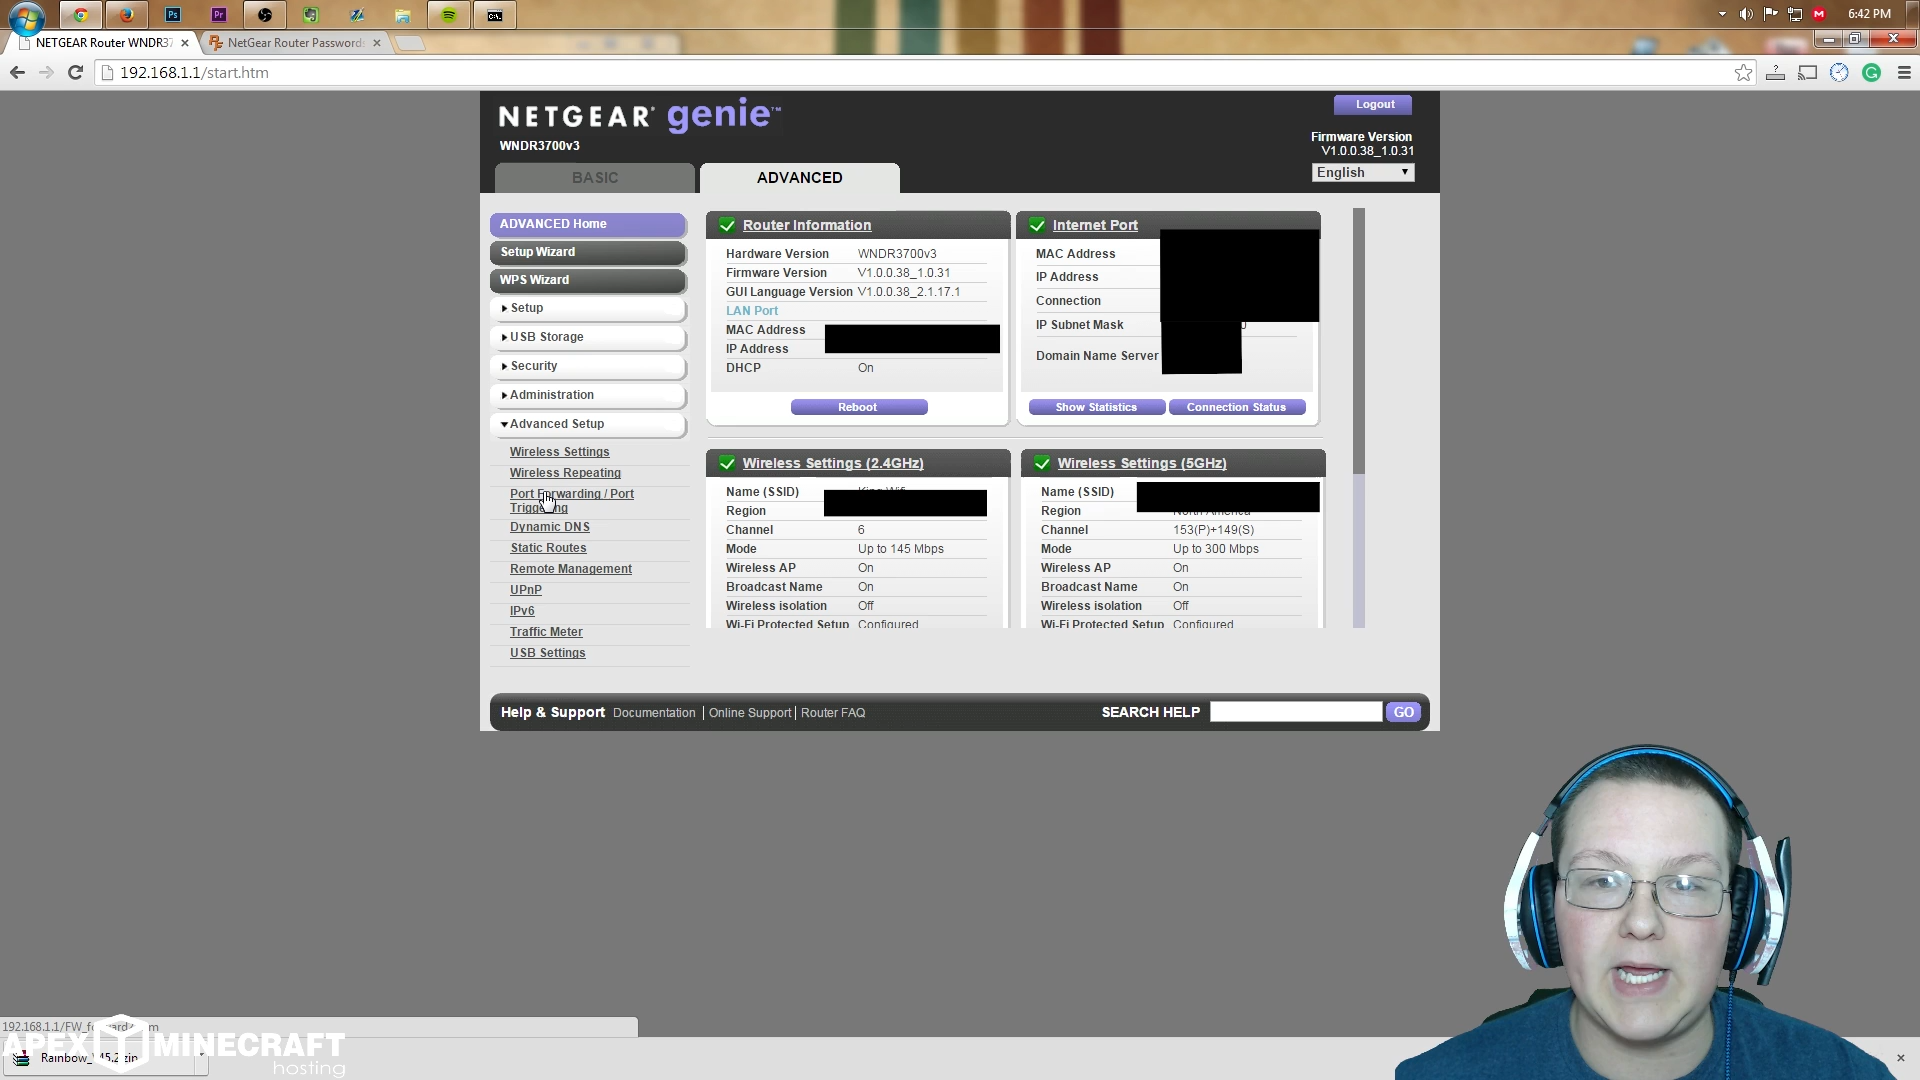 6:42 PM
NETGEAR Router WNDR37
NetGear Router Passwords
192.168.1.1/start.htm
NETGEAR® genie™
WNDR3700v3
Logout
Firmware Version
V1.0.0.38_1.0.31
English
BASIC
ADVANCED
ADVANCED Home
Setup Wizard
WPS Wizard
Setup
USB Storage
Security
Administration
Advanced Setup
Wireless Settings
Wireless Repeating
Port Forwarding / Port
Triggering
Dynamic DNS
Static Routes
Remote Management
UPnP
IPv6
Traffic Meter
USB Settings
Router Information
Hardware Version WNDR3700v3
Firmware Version V1.0.0.38_1.0.31
GUI Language Version V1.0.0.38_2.1.17.1
LAN Port
MAC Address
IP Address
DHCP On
Reboot
Internet Port
MAC Address
IP Address
Connection
IP Subnet Mask
Domain Name Server
Show Statistics Connection Status
Wireless Settings (2.4GHz)
Name (SSID)
Region
Channel 6
Mode Up to 145 Mbps
Wireless AP On
Broadcast Name On
Wireless isolation Off
Wi-Fi Protected Setup Configured
Wireless Settings (5GHz)
Name (SSID)
Region North America
Channel 153(P)+149(S)
Mode Up to 300 Mbps
Wireless AP On
Broadcast Name On
Wireless isolation Off
Wi-Fi Protected Setup Configured
Help & Support Documentation | Online Support | Router FAQ
SEARCH HELP GO
APEX MINECRAFT
hosting